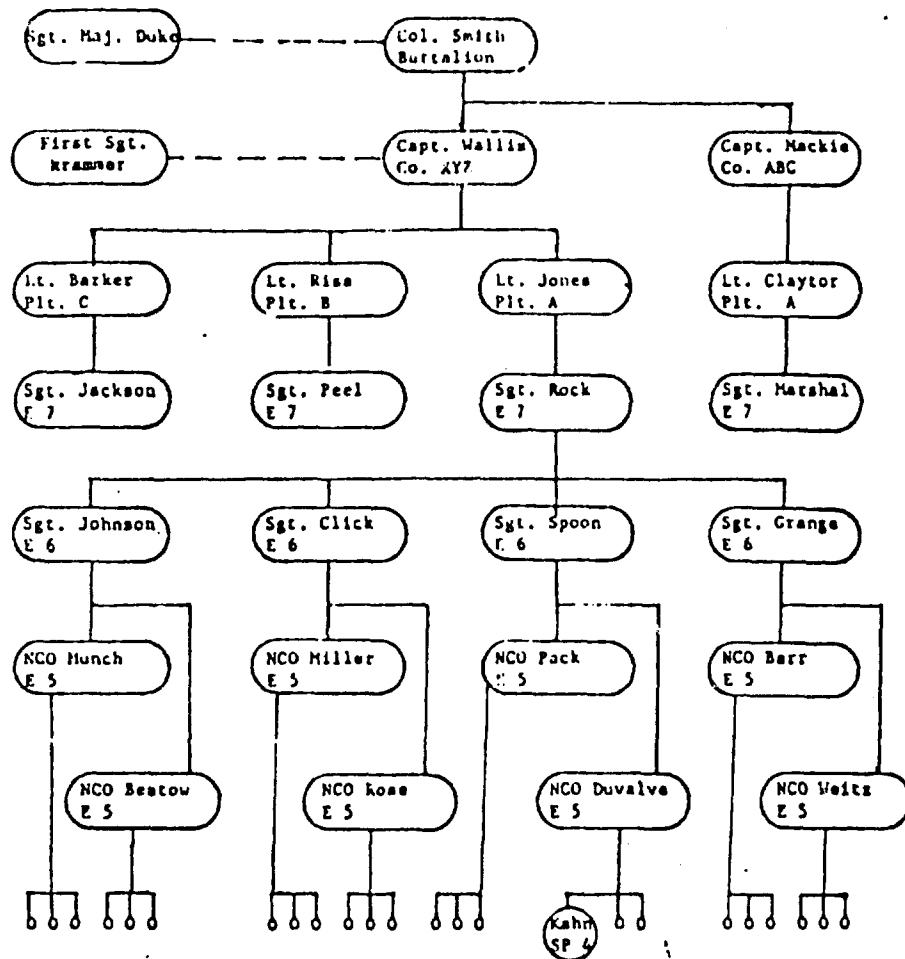 Sgt. Maj. Duke
Col. Smith
Battalion
First Sgt.
krammer
Capt. Wallis
Co. XYZ
Capt. Mackie
Co. ABC
Lt. Barker
Plt. C
Lt. Riss
Plt. B
Lt. Jones
Plt. A
Lt. Claytor
Plt. A
Sgt. Jackson
E 7
Sgt. Peel
E 7
Sgt. Rock
E 7
Sgt. Marshal
E 7
Sgt. Johnson
E 6
Sgt. Click
E 6
Sgt. Spoon
E 6
Sgt. Grange
E 6
NCO Munch
E 5
NCO Miller
E 5
NCO Pack
E 5
NCO Barr
E 5
NCO Bestow
E 5
NCO Rose
E 5
NCO Duvalve
E 5
NCO Weitz
E 5
Kahn
SP 4